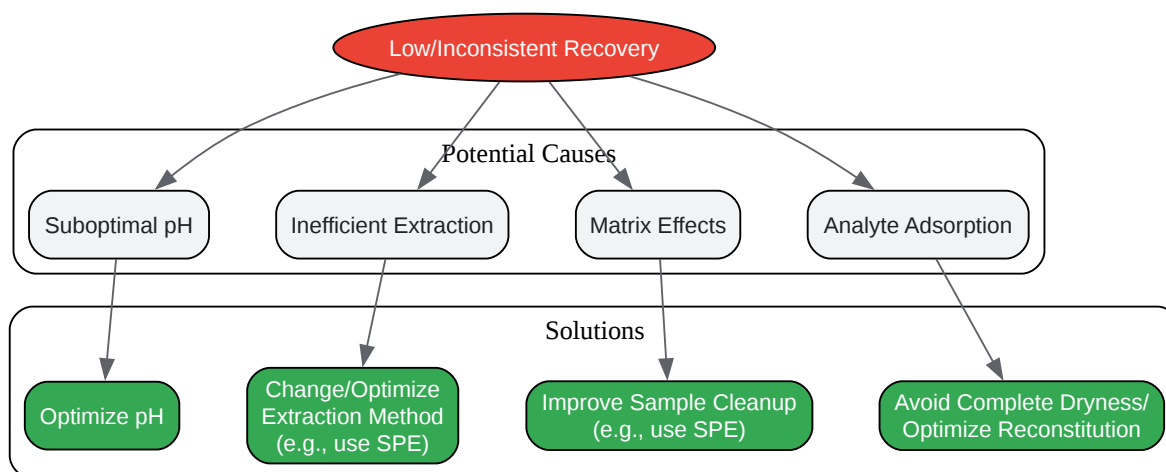 Low/Inconsistent Recovery
Potential Causes
Suboptimal pH
Inefficient Extraction
Matrix Effects
Analyte Adsorption
Solutions
Optimize pH
Change/Optimize
Extraction Method
(e.g., use SPE)
Improve Sample Cleanup
(e.g., use SPE)
Avoid Complete Dryness/
Optimize Reconstitution